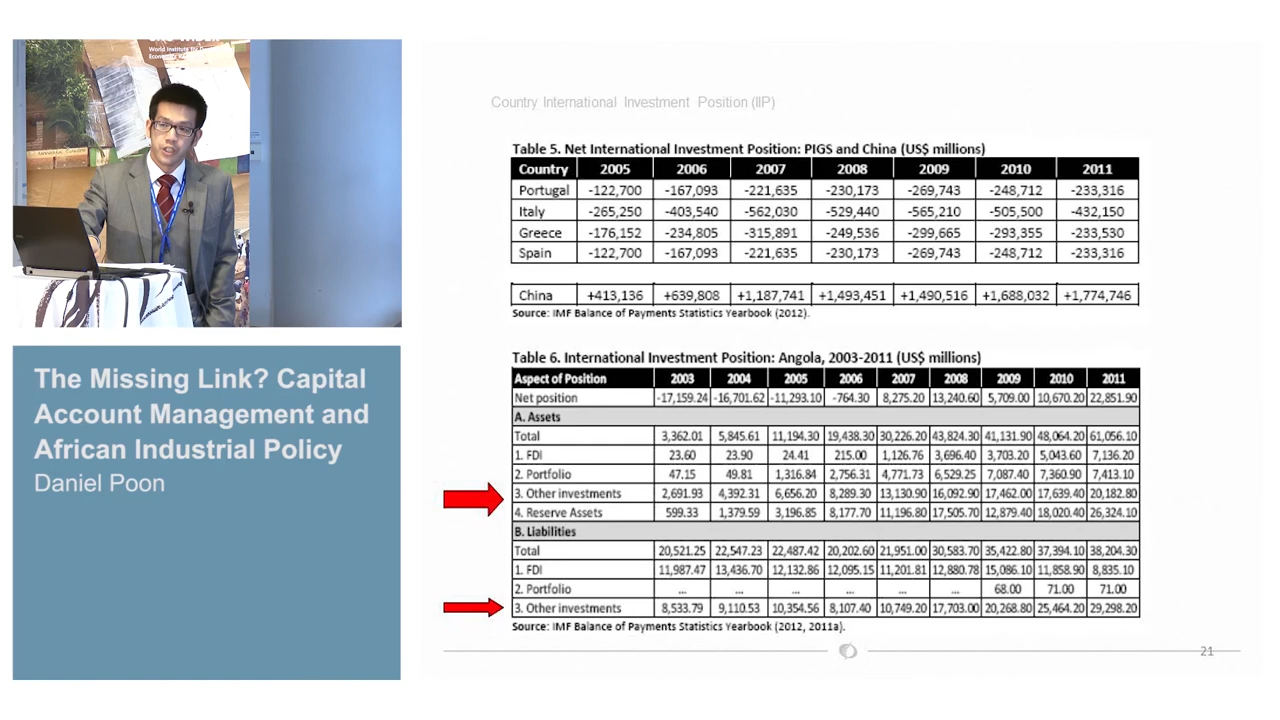 World Institute for
Country International Investment Position (IIP)
Table 5. Net International Investment Position: PIGS and China (US$ millions)
Country 2005 2006 2007 2008 2009 2010 2011
Portugal -122,700 -167,093 -221,635 -230,173 -269,743 -248,712 -233,316
Italy -265,250 -403,540 -562,030 -529,440 -565,210 -505,500 -432,150
Greece -176,152 -234,805 -315,891 -249,536 -299,665 -293,355 -233,530
Spain -122,700 -167,093 -221,635 -230,173 -269,743 -248,712 -233,316
China +413,136 +639,808 +1,187,741 +1,493,451 +1,490,516 +1,688,032 +1,774,746
Source: IMF Balance of Payments Statistics Yearbook (2012).
Table 6. International Investment Position: Angola, 2003-2011 (US$ millions)
Aspect of Position 2003 2004 2005 2006 2007 2008 2009 2010 2011
Net position -17,159.24 -16,701.62 -11,293.10 -764.30 8,275.20 13,240.60 5,709.00 10,670.20 22,851.90
A. Assets
Total 3,362.01 5,845.61 11,194.30 19,438.30 30,226.20 43,824.30 41,131.90 48,064.20 61,056.10
1. FDI 23.60 23.90 24.41 215.00 1,126.76 3,696.40 3,703.20 5,043.60 7,136.20
2. Portfolio 47.15 49.81 1,316.84 2,756.31 4,771.73 6,529.25 7,087.40 7,360.90 7,413.10
3. Other investments 2,691.93 4,392.31 6,656.20 8,289.30 13,130.90 16,092.90 17,462.00 17,639.40 20,182.80
4. Reserve Assets 599.33 1,379.59 3,196.85 8,177.70 11,196.80 17,505.70 12,879.40 18,020.40 26,324.10
B. Liabilities
Total 20,521.25 22,547.23 22,487.42 20,202.60 21,951.00 30,583.70 35,422.80 37,394.10 38,204.30
1. FDI 11,987.47 13,436.70 12,132.86 12,095.15 11,201.81 12,880.78 15,086.10 11,858.90 8,835.10
2. Portfolio ... ... ... ... ... ... 68.00 71.00 71.00
3. Other investments 8,533.79 9,110.53 10,354.56 8,107.40 10,749.20 17,703.00 20,268.80 25,464.20 29,298.20
Source: IMF Balance of Payments Statistics Yearbook (2012, 2011a).
21
The Missing Link? Capital
Account Management and
African Industrial Policy
Daniel Poon